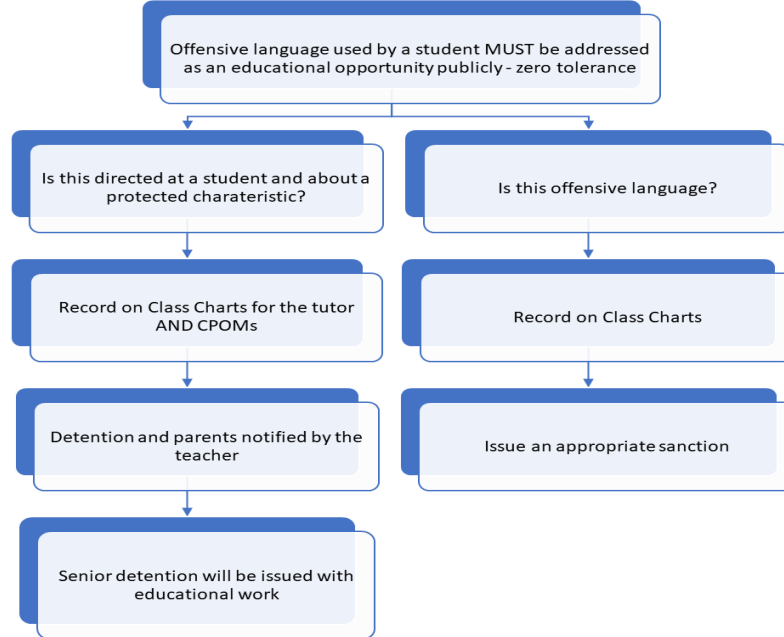 Offensive language used by a student MUST be addressed
as an educational opportunity publicly - zero tolerance
Is this directed at a student and about a
protected charateristic?
Is this offensive language?
Record on Class Charts for the tutor
AND CPOMs
Record on Class Charts
Detention and parents notified by the
teacher
Issue an appropriate sanction
Senior detention will be issued with
educational work